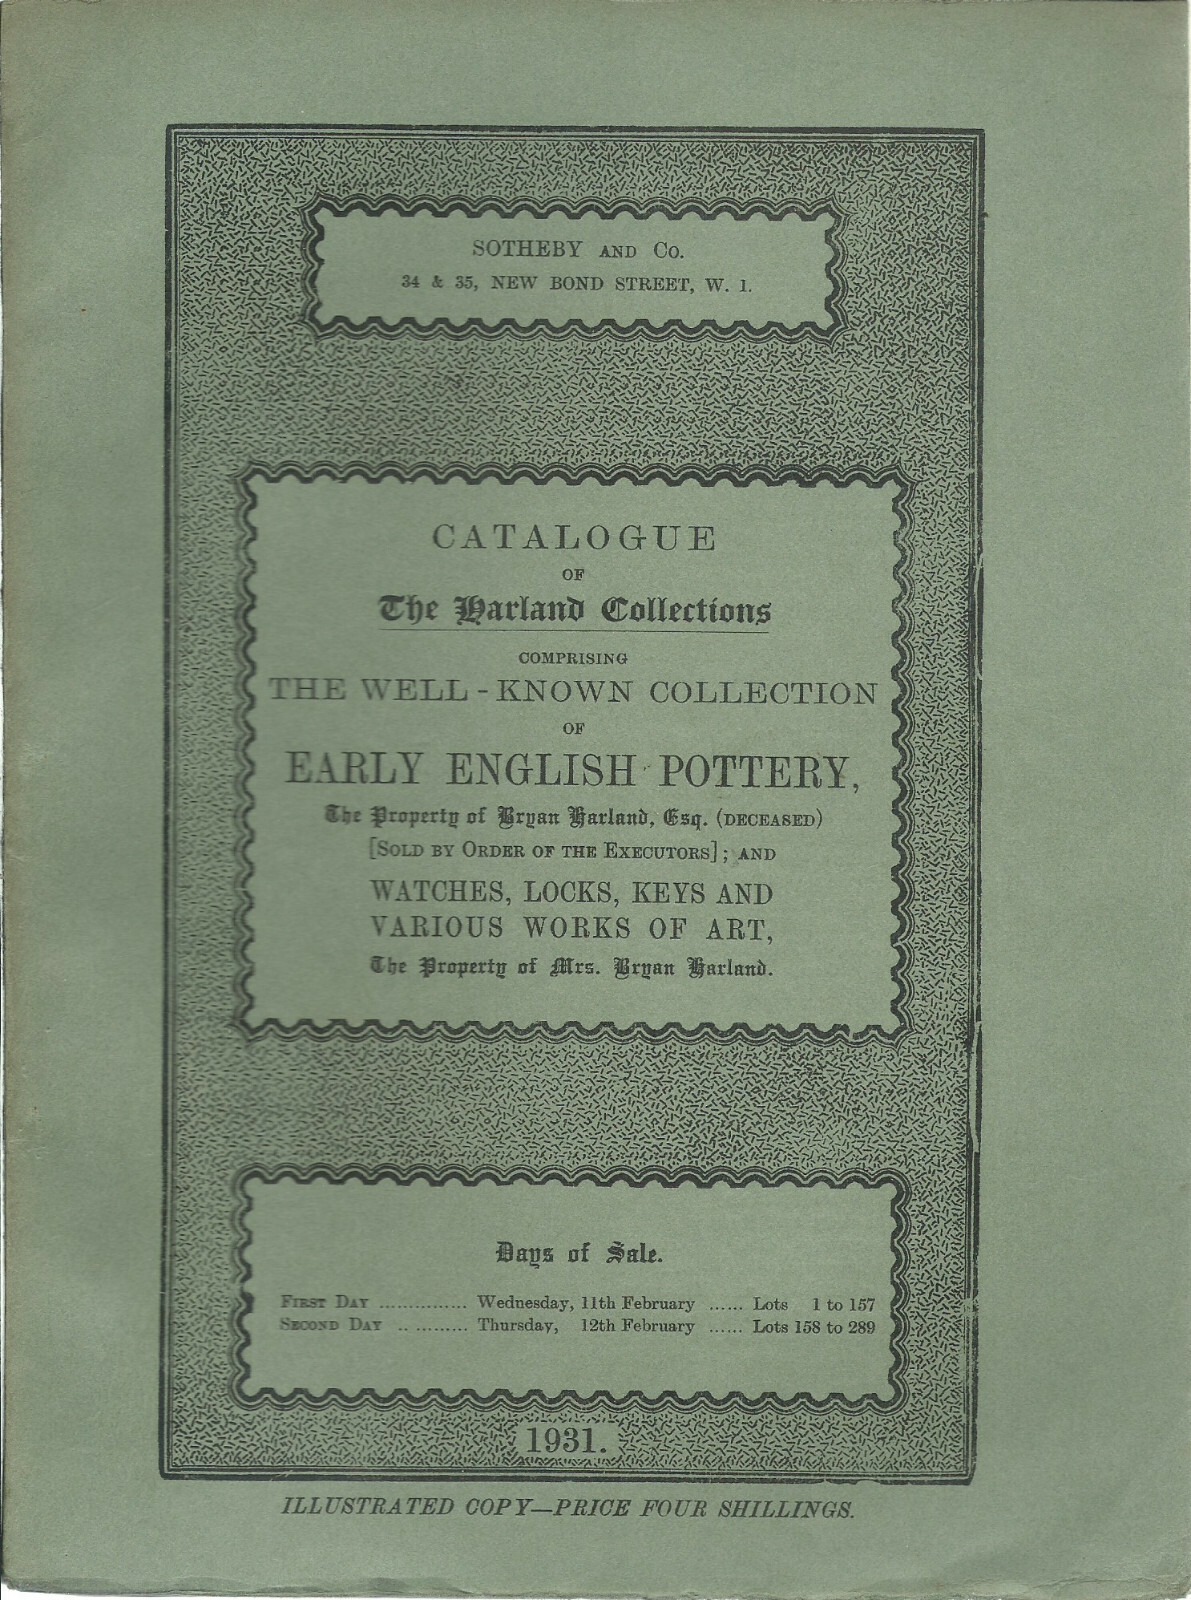 SOTHEBY AND CO.
34 & 35, NEW BOND STREET, W. 1.
CATALOGUE
OF
The Harland Collections
COMPRISING
THE WELL-KNOWN COLLECTION
OF
EARLY ENGLISH POTTERY,
The Property of Bryan Harland, Esq. (DECEASED)
[SOLD BY ORDER OF THE EXECUTORS]; AND
WATCHES, LOCKS, KEYS AND
VARIOUS WORKS OF ART,
The Property of Mrs. Bryan Harland.
Days of Sale.
FIRST DAY ............... Wednesday, 11th February ...... Lots 1 to 157
SECOND DAY .. .......... Thursday, 12th February ...... Lots 158 to 289
1931.
ILLUSTRATED COPY—PRICE FOUR SHILLINGS.